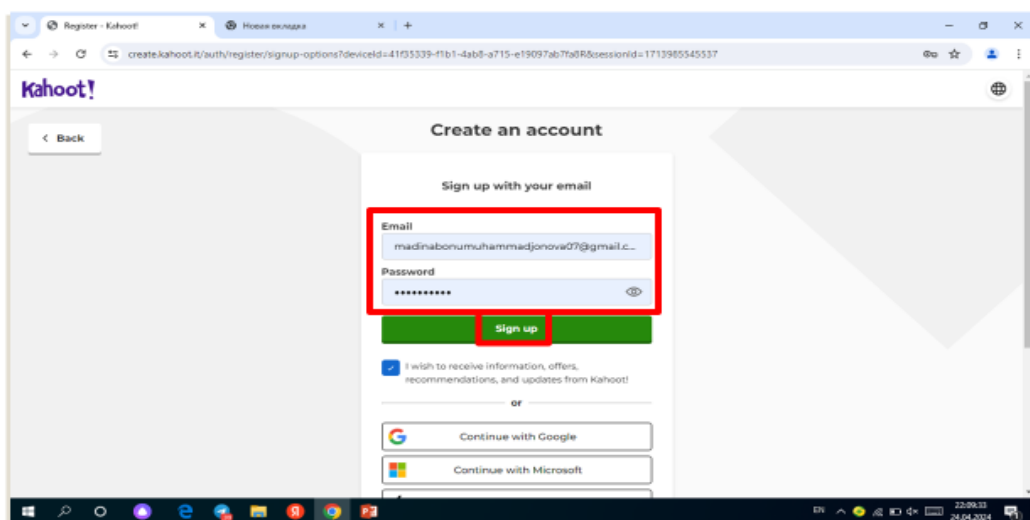 Register - Kahoot!
Новая вкладка
create.kahoot.it/auth/register/signup-options?deviceId=41f35339-f1b1-4ab8-a715-e19097ab7fa8R&sessionId=1713985545537
Kahoot!
Back
Create an account
Sign up with your email
Email
madinabonumuhammadjonova07@gmail.c...
Password
Sign up
I wish to receive information, offers,
recommendations, and updates from Kahoot!
or
Continue with Google
Continue with Microsoft
EN
22:09:33
24.04.2024